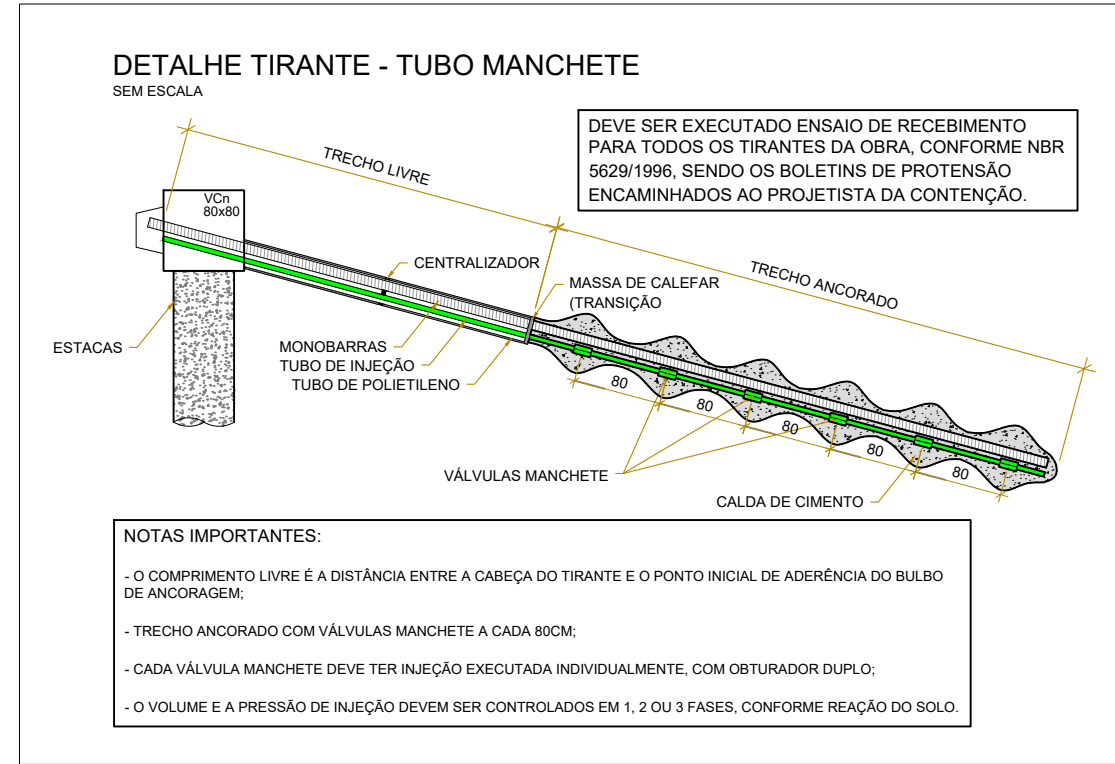 DETALHE TIRANTE - TUBO MANCHETE
SEM ESCALA
DEVE SER EXECUTADO ENSAIO DE RECEBIMENTO
PARA TODOS OS TIRANTES DA OBRA, CONFORME NBR
5629/1996, SENDO OS BOLETINS DE PROTENSÃO
ENCAMINHADOS AO PROJETISTA DA CONTENÇÃO.
TRECHO LIVRE
VCn
80x80
CENTRALIZADOR
MASSA DE CALEFAR
(TRANSIÇÃO
TRECHO ANCORADO
ESTACAS
MONOBARRAS
TUBO DE INJEÇÃO
TUBO DE POLIETILENO
80
80
80
80
80
VÁLVULAS MANCHETE
CALDA DE CIMENTO
NOTAS IMPORTANTES:
- O COMPRIMENTO LIVRE É A DISTÂNCIA ENTRE A CABEÇA DO TIRANTE E O PONTO INICIAL DE ADERÊNCIA DO BULBO
DE ANCORAGEM;
- TRECHO ANCORADO COM VÁLVULAS MANCHETE A CADA 80CM;
- CADA VÁLVULA MANCHETE DEVE TER INJEÇÃO EXECUTADA INDIVIDUALMENTE, COM OBTURADOR DUPLO;
- O VOLUME E A PRESSÃO DE INJEÇÃO DEVEM SER CONTROLADOS EM 1, 2 OU 3 FASES, CONFORME REAÇÃO DO SOLO.